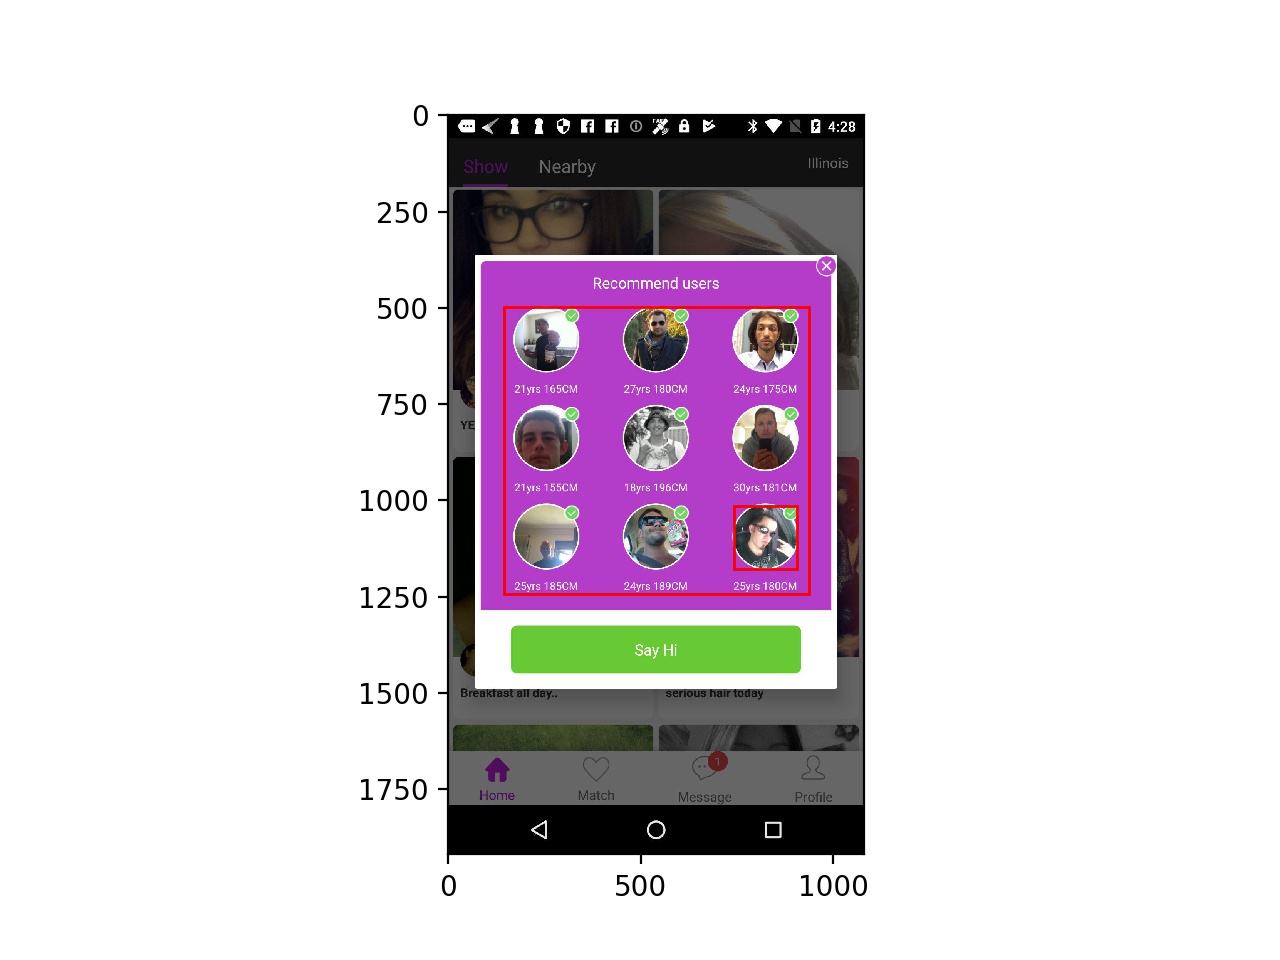 0
250
500
750
1000
1250
1500
1750
0 500 1000
4:28
Show Nearby Illinois
Recommend users
21yrs 165CM 27yrs 180CM 24yrs 175CM
21yrs 155CM 18yrs 196CM 30yrs 181CM
25yrs 185CM 24yrs 189CM 25yrs 180CM
YE
Say Hi
Breakfast all day.. serious hair today
1
Home Match Message Profile